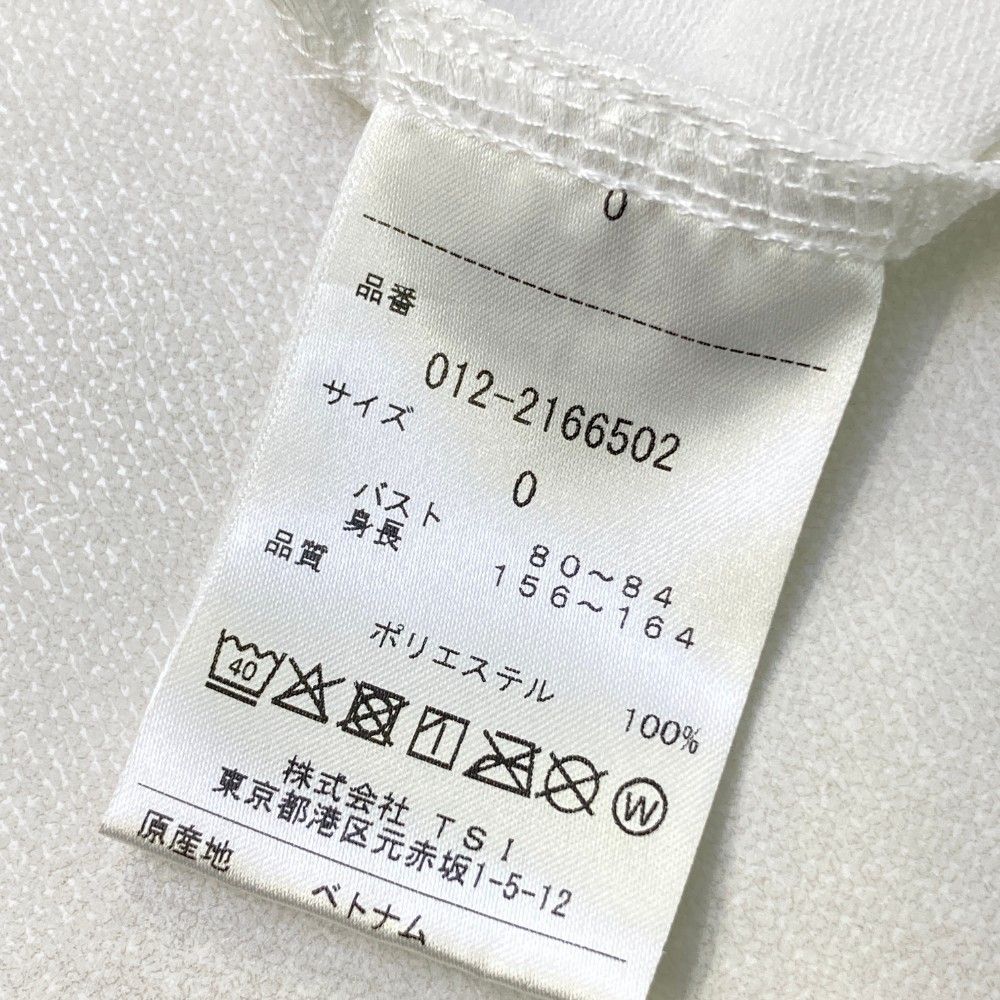 0
品番
012-2166502
サイズ
0
バスト 80～84
身長 156～164
品質
ポリエステル 100%
40
W
株式会社 TSI
東京都港区元赤坂1-5-12
原産地
ベトナム